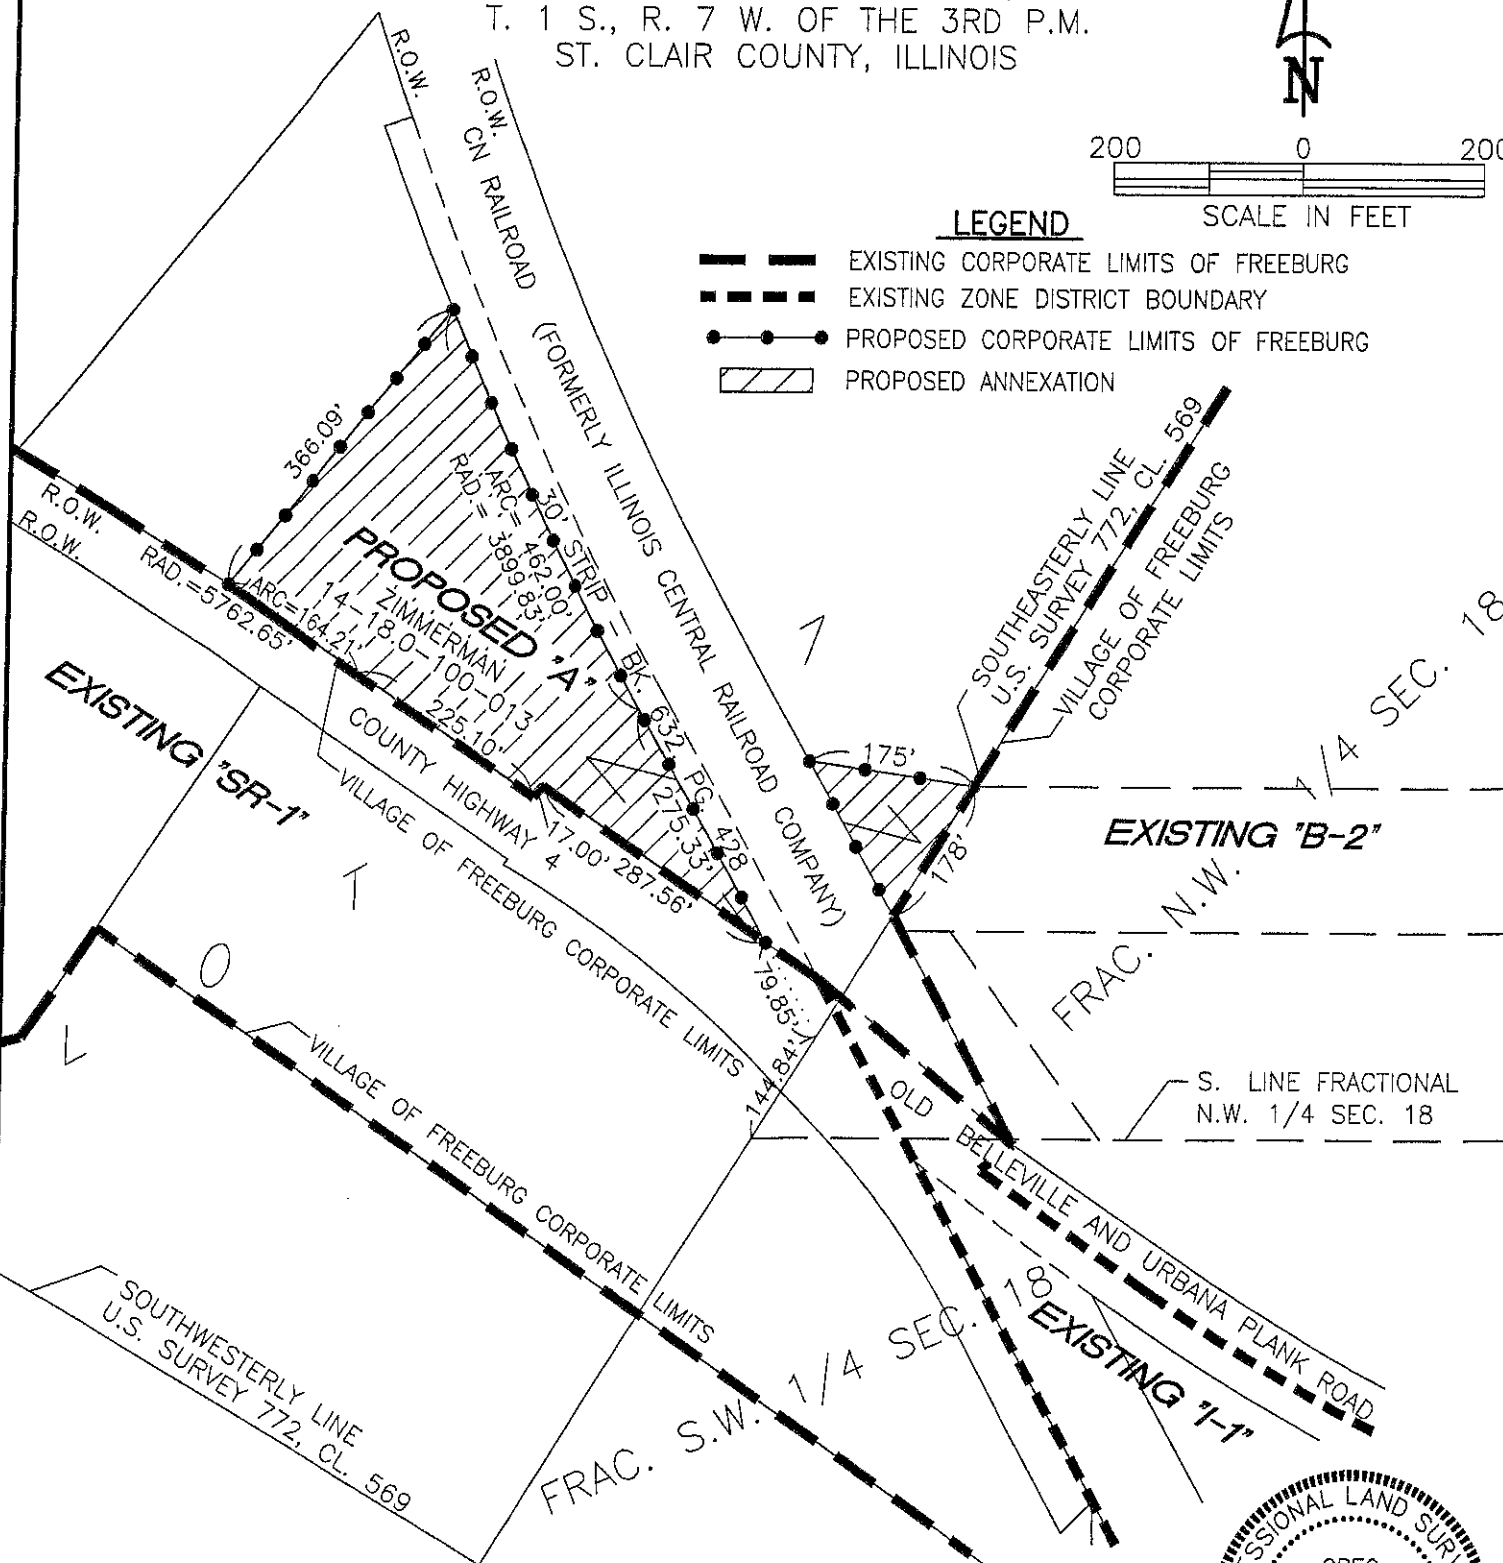 T. 1 S., R. 7 W. OF THE 3RD P.M.
ST. CLAIR COUNTY, ILLINOIS
N
200 0 200
SCALE IN FEET
LEGEND
EXISTING CORPORATE LIMITS OF FREEBURG
EXISTING ZONE DISTRICT BOUNDARY
PROPOSED CORPORATE LIMITS OF FREEBURG
PROPOSED ANNEXATION
R.O.W.
R.O.W.
CN RAILROAD (FORMERLY ILLINOIS CENTRAL RAILROAD COMPANY)
366.09'
ARC= 462.00'
RAD.= 3899.83'
30' STRIP BK. 632, PG. 428
R.O.W.
R.O.W.
RAD.=5762.65'
ARC=164.21'
PROPOSED "A"
ZIMMERMAN
14-18.0-100-013
225.10'
17.00'
287.56'
275.33'
COUNTY HIGHWAY 4
VILLAGE OF FREEBURG CORPORATE LIMITS
EXISTING "SR-1"
SOUTHEASTERLY LINE
U.S. SURVEY 772, CL. 569
VILLAGE OF FREEBURG
CORPORATE LIMITS
175'
178'
EXISTING "B-2"
FRAC. N.W. 1/4 SEC. 18
79.85'
144.84'
S. LINE FRACTIONAL
N.W. 1/4 SEC. 18
OLD BELLEVILLE AND URBANA PLANK ROAD
VILLAGE OF FREEBURG CORPORATE LIMITS
SOUTHWESTERLY LINE
U.S. SURVEY 772, CL. 569
FRAC. S.W. 1/4 SEC. 18
EXISTING "I-1"
SSIONAL LAND SUR